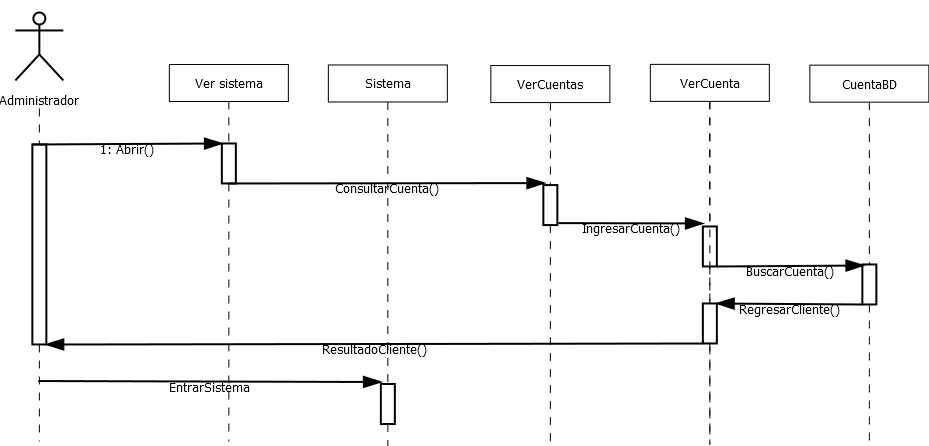 Administrador
Ver sistema
Sistema
VerCuentas
VerCuenta
CuentaBD
1: Abrir()
ConsultarCuenta()
IngresarCuenta()
BuscarCuenta()
RegresarCliente()
ResultadoCliente()
EntrarSistema